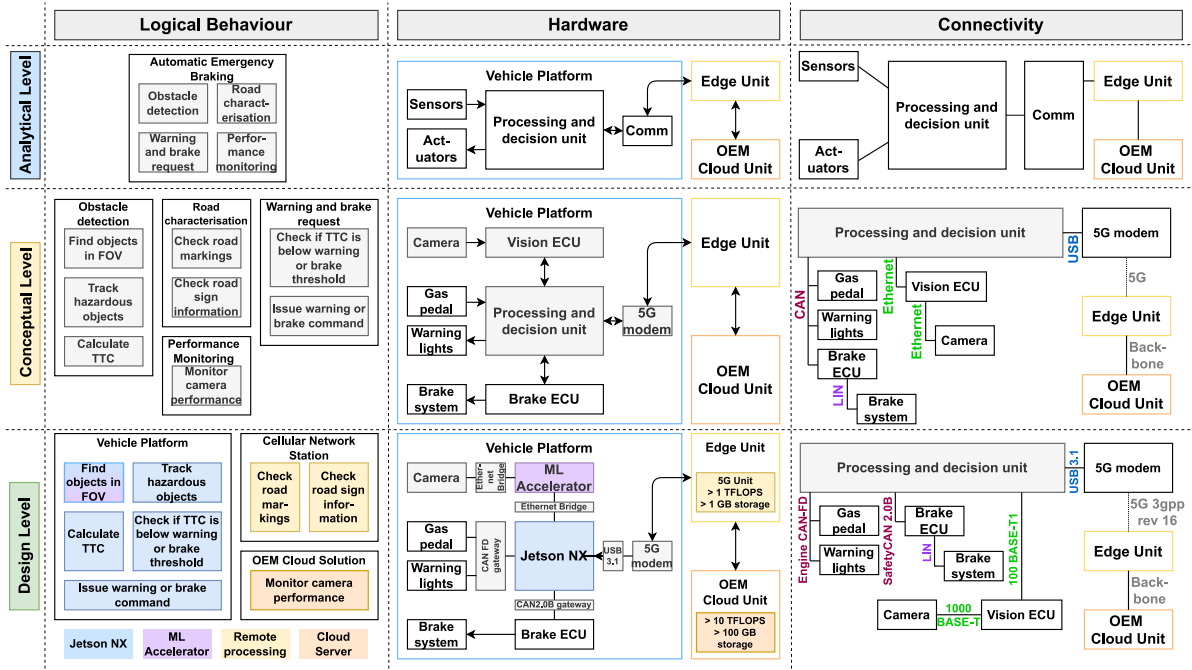 Logical Behaviour
Hardware
Connectivity
Analytical Level
Automatic Emergency
Braking
Obstacle
detection
Road
charact-
erisation
Warning and
brake
request
Perfor-
mance
monitoring
Vehicle Platform
Sensors
Act-
uators
Processing and
decision unit
Comm
Edge Unit
OEM
Cloud Unit
Sensors
Actuators
Processing and
decision unit
Comm
Edge Unit
OEM
Cloud Unit
Conceptual Level
Obstacle
detection
Find objects
in FOV
Track
hazardous
objects
Calculate
TTC
Road
characterisation
Check road
markings
Check road
sign
information
Performance
Monitoring
Monitor
camera
performance
Warning and brake
request
Check if TTC is
below warning
or brake
threshold
Issue warning or
brake command
Vehicle Platform
Camera
Vision ECU
Gas
pedal
Warning
lights
Processing
and decision
unit
5G
modem
Brake
system
Brake ECU
Edge Unit
OEM
Cloud Unit
Processing and decision unit
USB
5G modem
CAN
Gas
pedal
Warning
lights
Brake
ECU
LIN
Brake
system
Ethernet
Vision ECU
Ethernet
Camera
5G
Edge Unit
Back-
bone
OEM
Cloud Unit
Design Level
Vehicle Platform
Find
objects in
FOV
Track
hazardous
objects
Calculate
TTC
Check if TTC is
below warning
or brake
threshold
Issue warning or brake
command
Cellular Network
Station
Check
road
mar-
kings
Check
road sign
infor-
mation
OEM Cloud Solution
Monitor camera
performance
Jetson NX
ML
Accelerator
Remote
processing
Cloud
Server
Vehicle Platform
Camera
Ether-
net
Bridge
ML
Accelerator
Ethernet Bridge
Gas
pedal
Warning
lights
CAN FD
gateway
Jetson NX
USB
3.1
5G
modem
CAN2.0B gateway
Brake
system
Brake ECU
Edge Unit
5G Unit
> 1 TFLOPS
> 1 GB storage
OEM
Cloud Unit
> 10 TFLOPS
> 100 GB
storage
Processing and decision unit
USB 3.1
5G modem
Engine CAN-FD
Gas
pedal
Warning
lights
SafetyCAN 2.0B
Brake
ECU
LIN
Brake
system
100 BASE-T1
Camera
1000
BASE-T
Vision ECU
5G 3gpp
rev 16
Edge Unit
Back-
bone
OEM
Cloud Unit